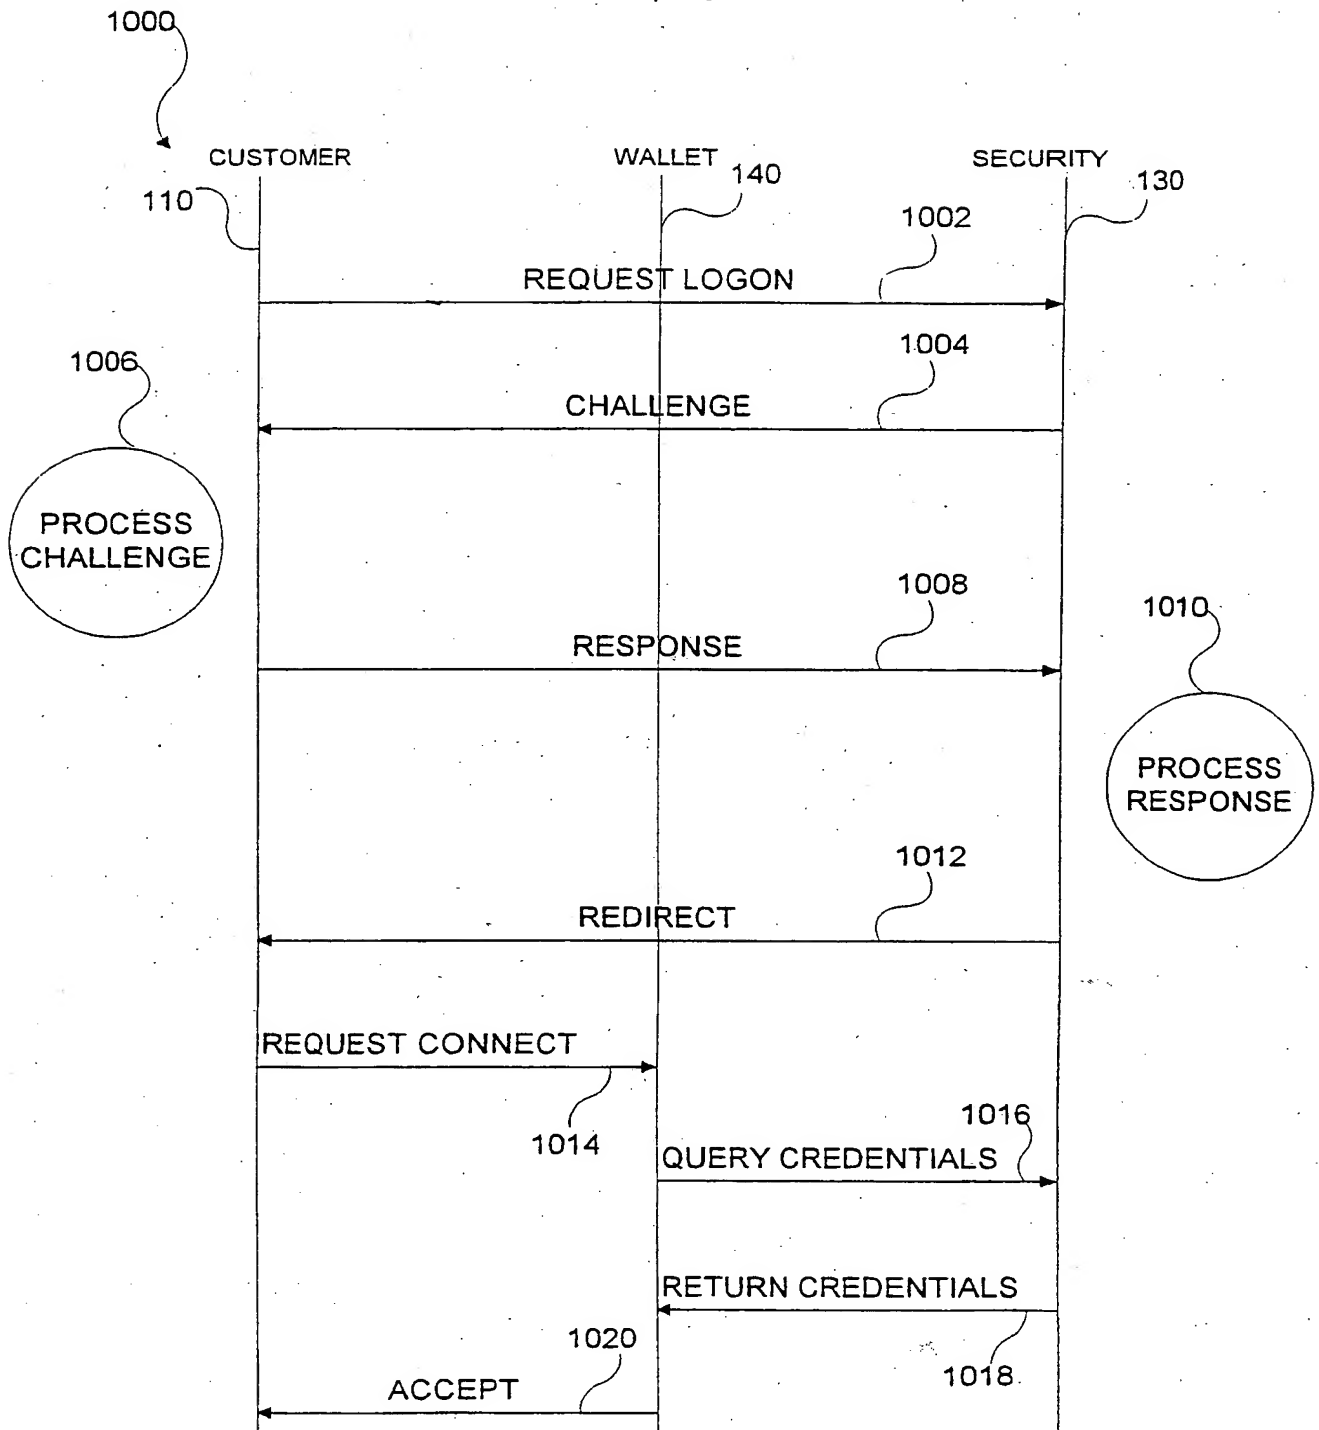 1000
CUSTOMER
WALLET
SECURITY
110
140
130
1002
REQUEST LOGON
1004
1006
CHALLENGE
PROCESS
CHALLENGE
1008
1010
RESPONSE
PROCESS
RESPONSE
1012
REDIRECT
REQUEST CONNECT
1014
1016
QUERY CREDENTIALS
RETURN CREDENTIALS
1020
1018
ACCEPT